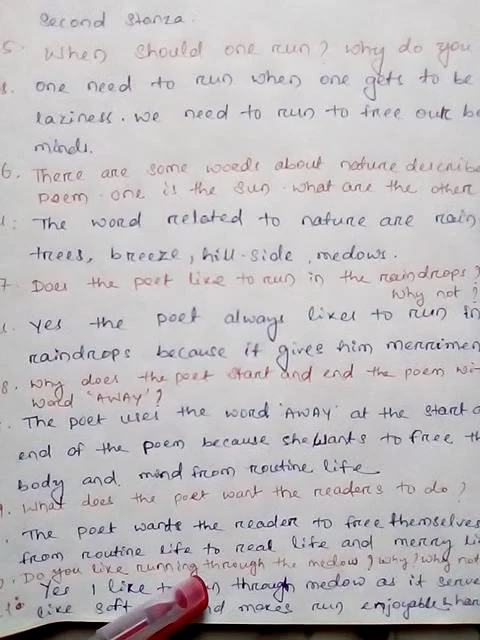 Second Stanza.
5. When should one run? Why do you
one need to run when one gets to be
laziness. we need to run to free our be
minds.
6. There are some words about nature describe
poem. one is the sun. what are the other
The word related to nature are rain
trees, breeze, hill-side, medows.
7. Does the poet like to run in the raindrops?
Why not?
Yes the poet always likes to run in
raindrops because it gives him merrimen
8. Why does the poet start and end the poem wi
word 'AWAY'?
The poet uses the word 'AWAY' at the start a
end of the poem because she wants to free th
body and mind from routine life
What does the poet want the readers to do?
The poet wants the reader to free themselves
from routine life to real life and merry li
Do you like running through the medow? Why? Why not
Yes I like through medow as it serve
like soft makes run enjoyable